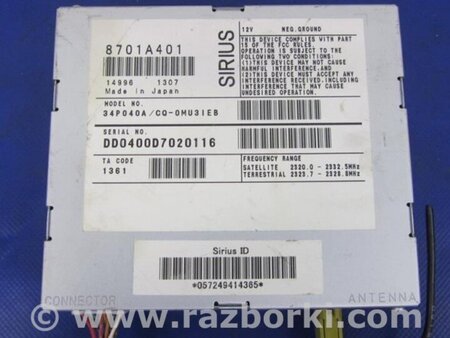 8701A401
14996 1307
Made in Japan
SIRIUS
12V NEG.GROUND
THIS DEVICE COMPLIES WITH PART
15 OF THE FCC RULES
OPERATION IS SUBJECT TO THE
FOLLOWING TWO CONDITIONS:
(1)THIS DEVICE MAY NOT CAUSE
HARMFUL INTERFERENCE, AND
(2)THIS DEVICE MUST ACCEPT
ANY INTERFERENCE
RECEIVED, INCLUDING
INTERFERENCE THAT MAY CAUSE
UNDESIRED OPERATION.
MODEL NO.
34P040A/CQ-0MU31EB
SERIAL NO.
DD0400D7020116
TA CODE
1361
FREQUENCY RANGE
SATELLITE 2320.0 - 2332.5MHz
TERRESTRIAL 2323.7 - 2328.8MHz
Sirius ID
*057249414385*
CONNECTOR
ANTENNA
www.razborki.com